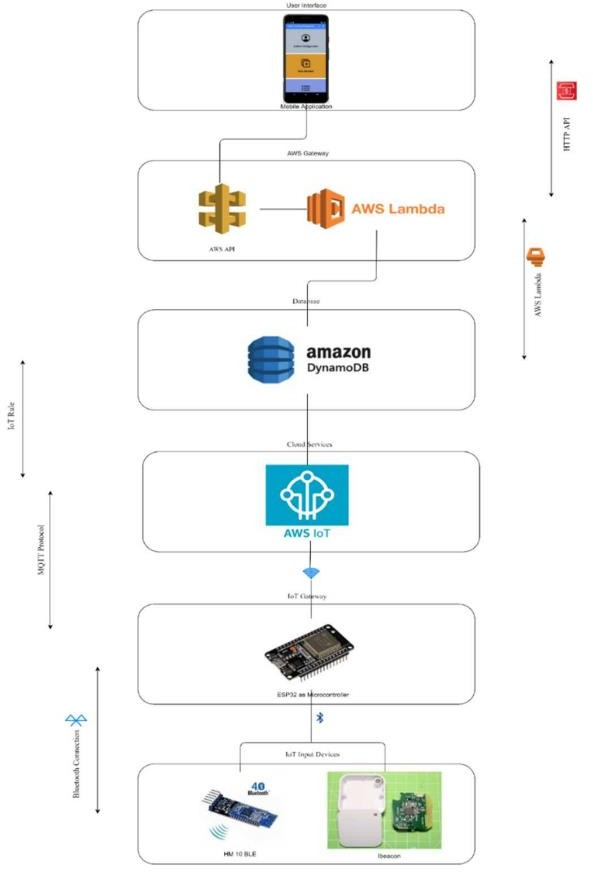 User Interface
Mobile Application
HTTP API
AWS Gateway
AWS API
AWS Lambda
AWS Lambda
Database
amazon
DynamoDB
IoT Rule
Cloud Services
AWS IoT
MQTT Protocol
IoT Gateway
ESP32 as Microcontroller
Bluetooth Connection
IoT Input Devices
4.0
Bluetooth
HM 10 BLE
Ibeacon